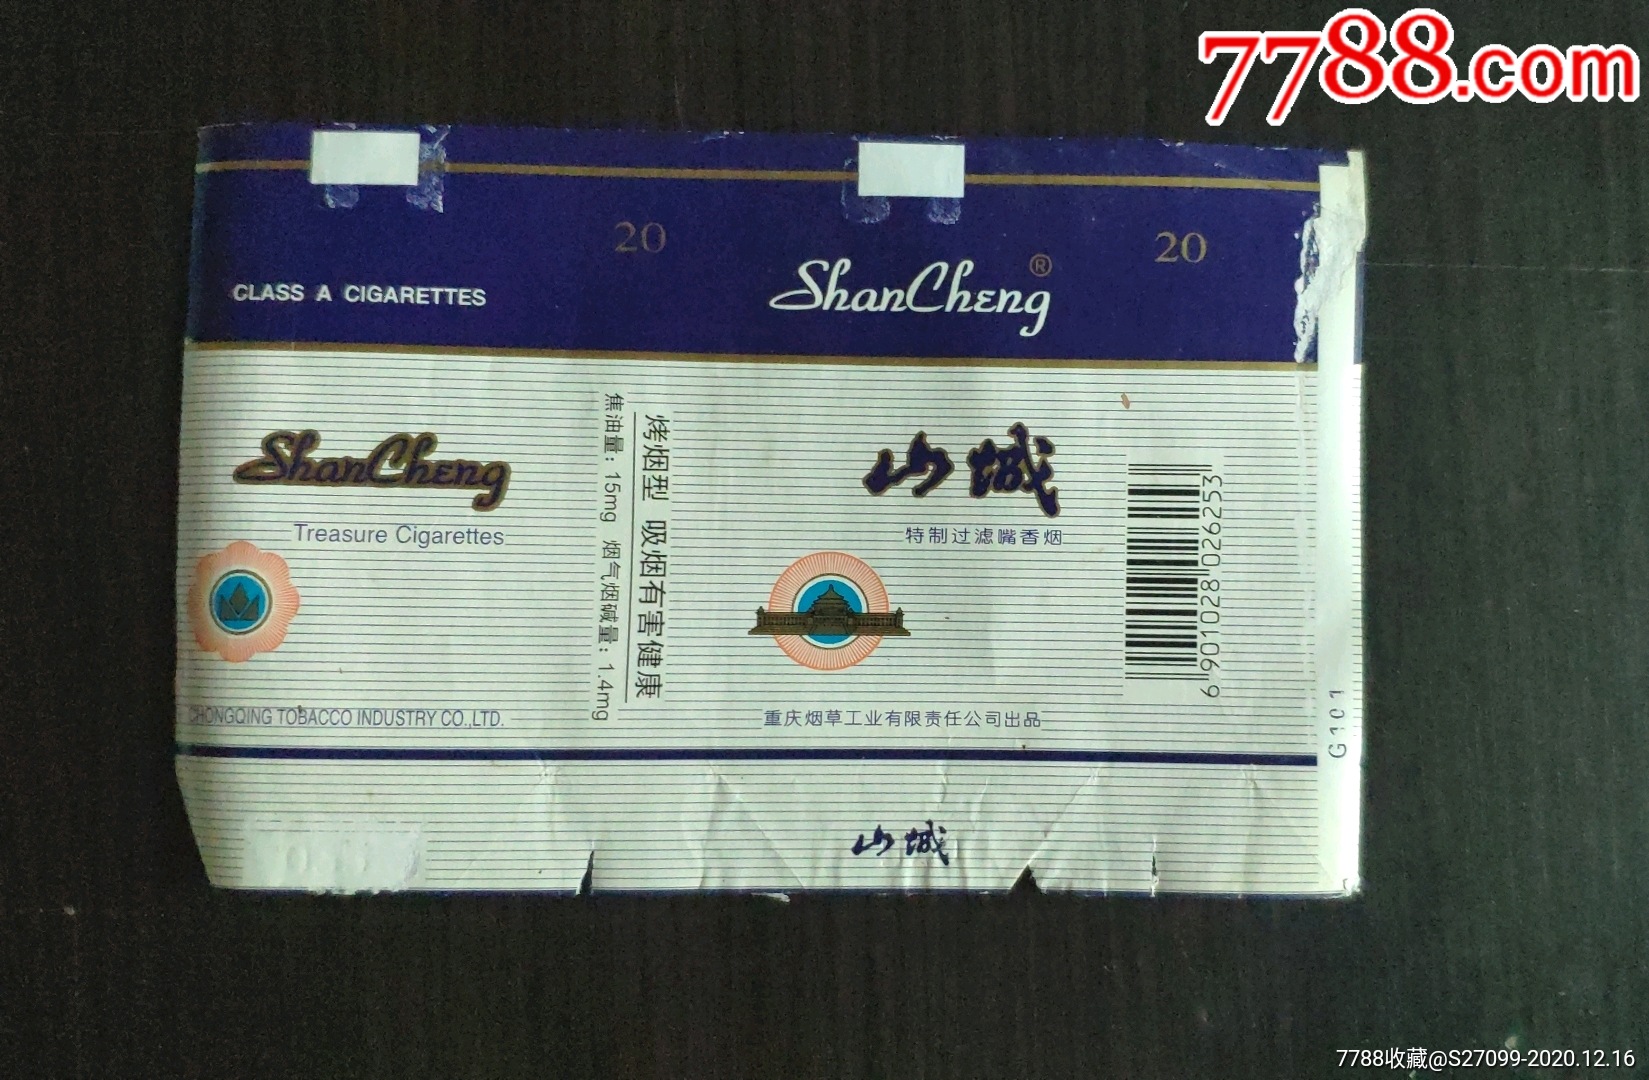 7788.com
20
20
CLASS A CIGARETTES
ShanCheng®
ShanCheng
Treasure Cigarettes
CHONGQING TOBACCO INDUSTRY CO.,LTD.
烤烟型 吸烟有害健康
焦油量：15mg 烟气烟碱量：1.4mg
山城
特制过滤嘴香烟
重庆烟草工业有限责任公司出品
6 901028 026253
G101
山城
7788收藏@S27099-2020.12.16